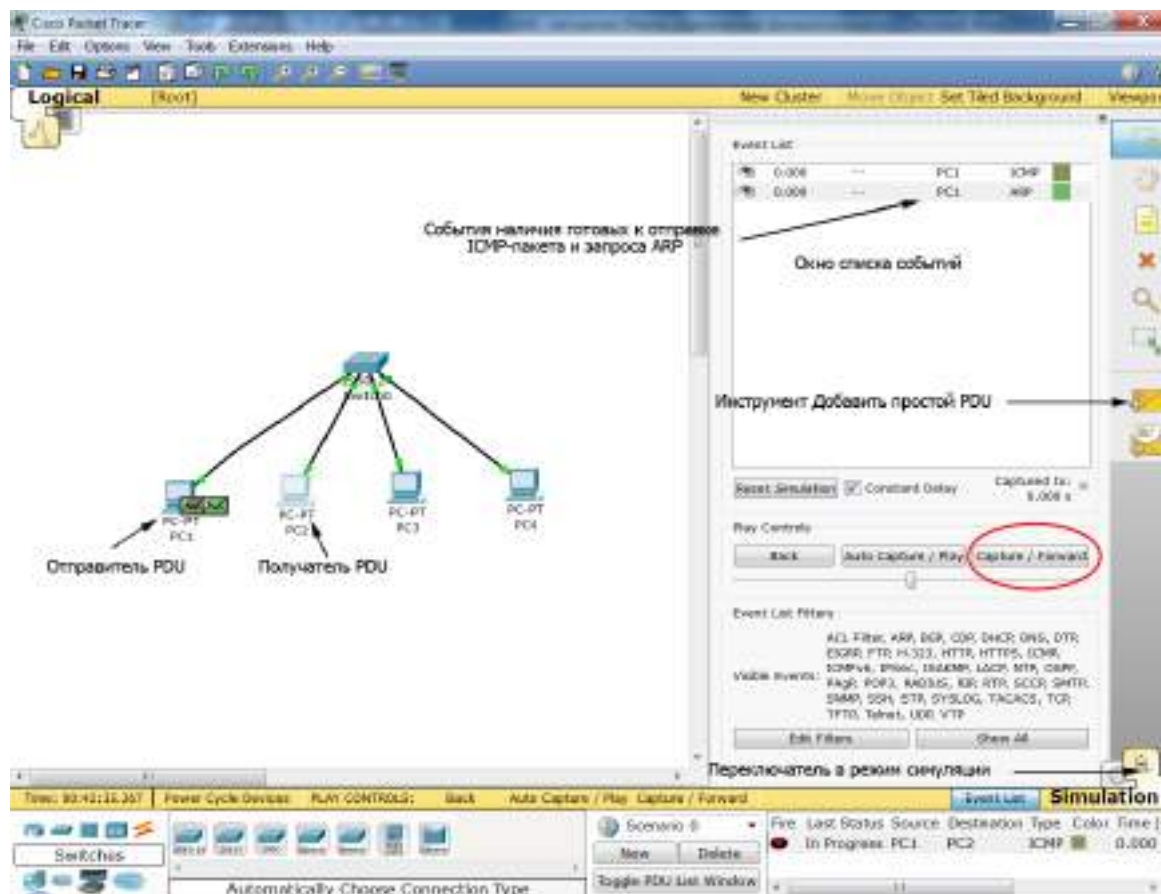 Cisco Packet Tracer
File Edit Options View Tools Extensions Help
Logical [Root] New Cluster Move Object Set Tiled Background Viewport
Event List
0.000 -- PC1 ICMP
0.000 -- PC1 ARP
События наличия готовых к отправке
ICMP-пакета и запроса ARP
Окно списка событий
Инструмент Добавить простой PDU
Reset Simulation Constant Delay Captured to:
0.000 s
PC-PT
PC1
PC-PT
PC2
PC-PT
PC3
PC-PT
PC4
Отправитель PDU
Получатель PDU
Play Controls
Back Auto Capture / Play Capture / Forward
Event List Filters
Visible Events:
ACL Filter, ARP, BGP, CDP, DHCP, DNS, DTP,
EIGRP, FTP, H.323, HTTP, HTTPS, ICMP,
ICMPv6, IPSec, ISAKMP, LACP, NTP, OSPF,
PAgP, POP3, RADIUS, RIP, RTP, SCCP, SMTP,
SNMP, SSH, STP, SYSLOG, TACACS, TCP,
TFTP, Telnet, UDP, VTP
Edit Filters Show All
Переключатель в режим симуляции
Power Cycle Devices PLAY CONTROLS: Back Auto Capture / Play Capture / Forward Event List Simulation
Scenario 0
Fire Last Status Source Destination Type Color Time (
In Progress PC1 PC2 ICMP 0.000
Switches
New Delete
Toggle PDU List Window
Automatically Choose Connection Type